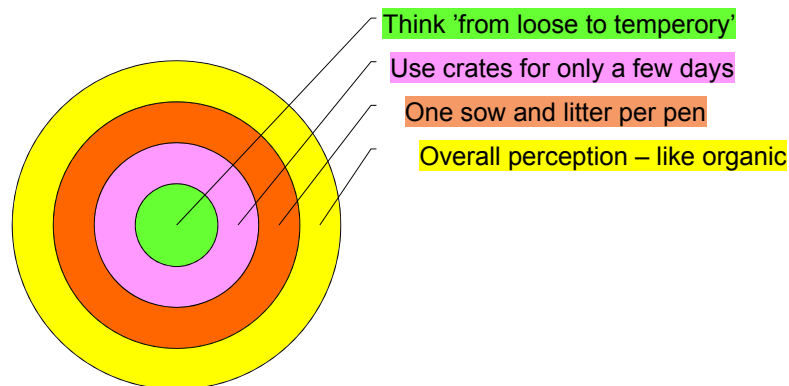 Think ’from loose to temperory’
Use crates for only a few days
One sow and litter per pen
Overall perception – like organic